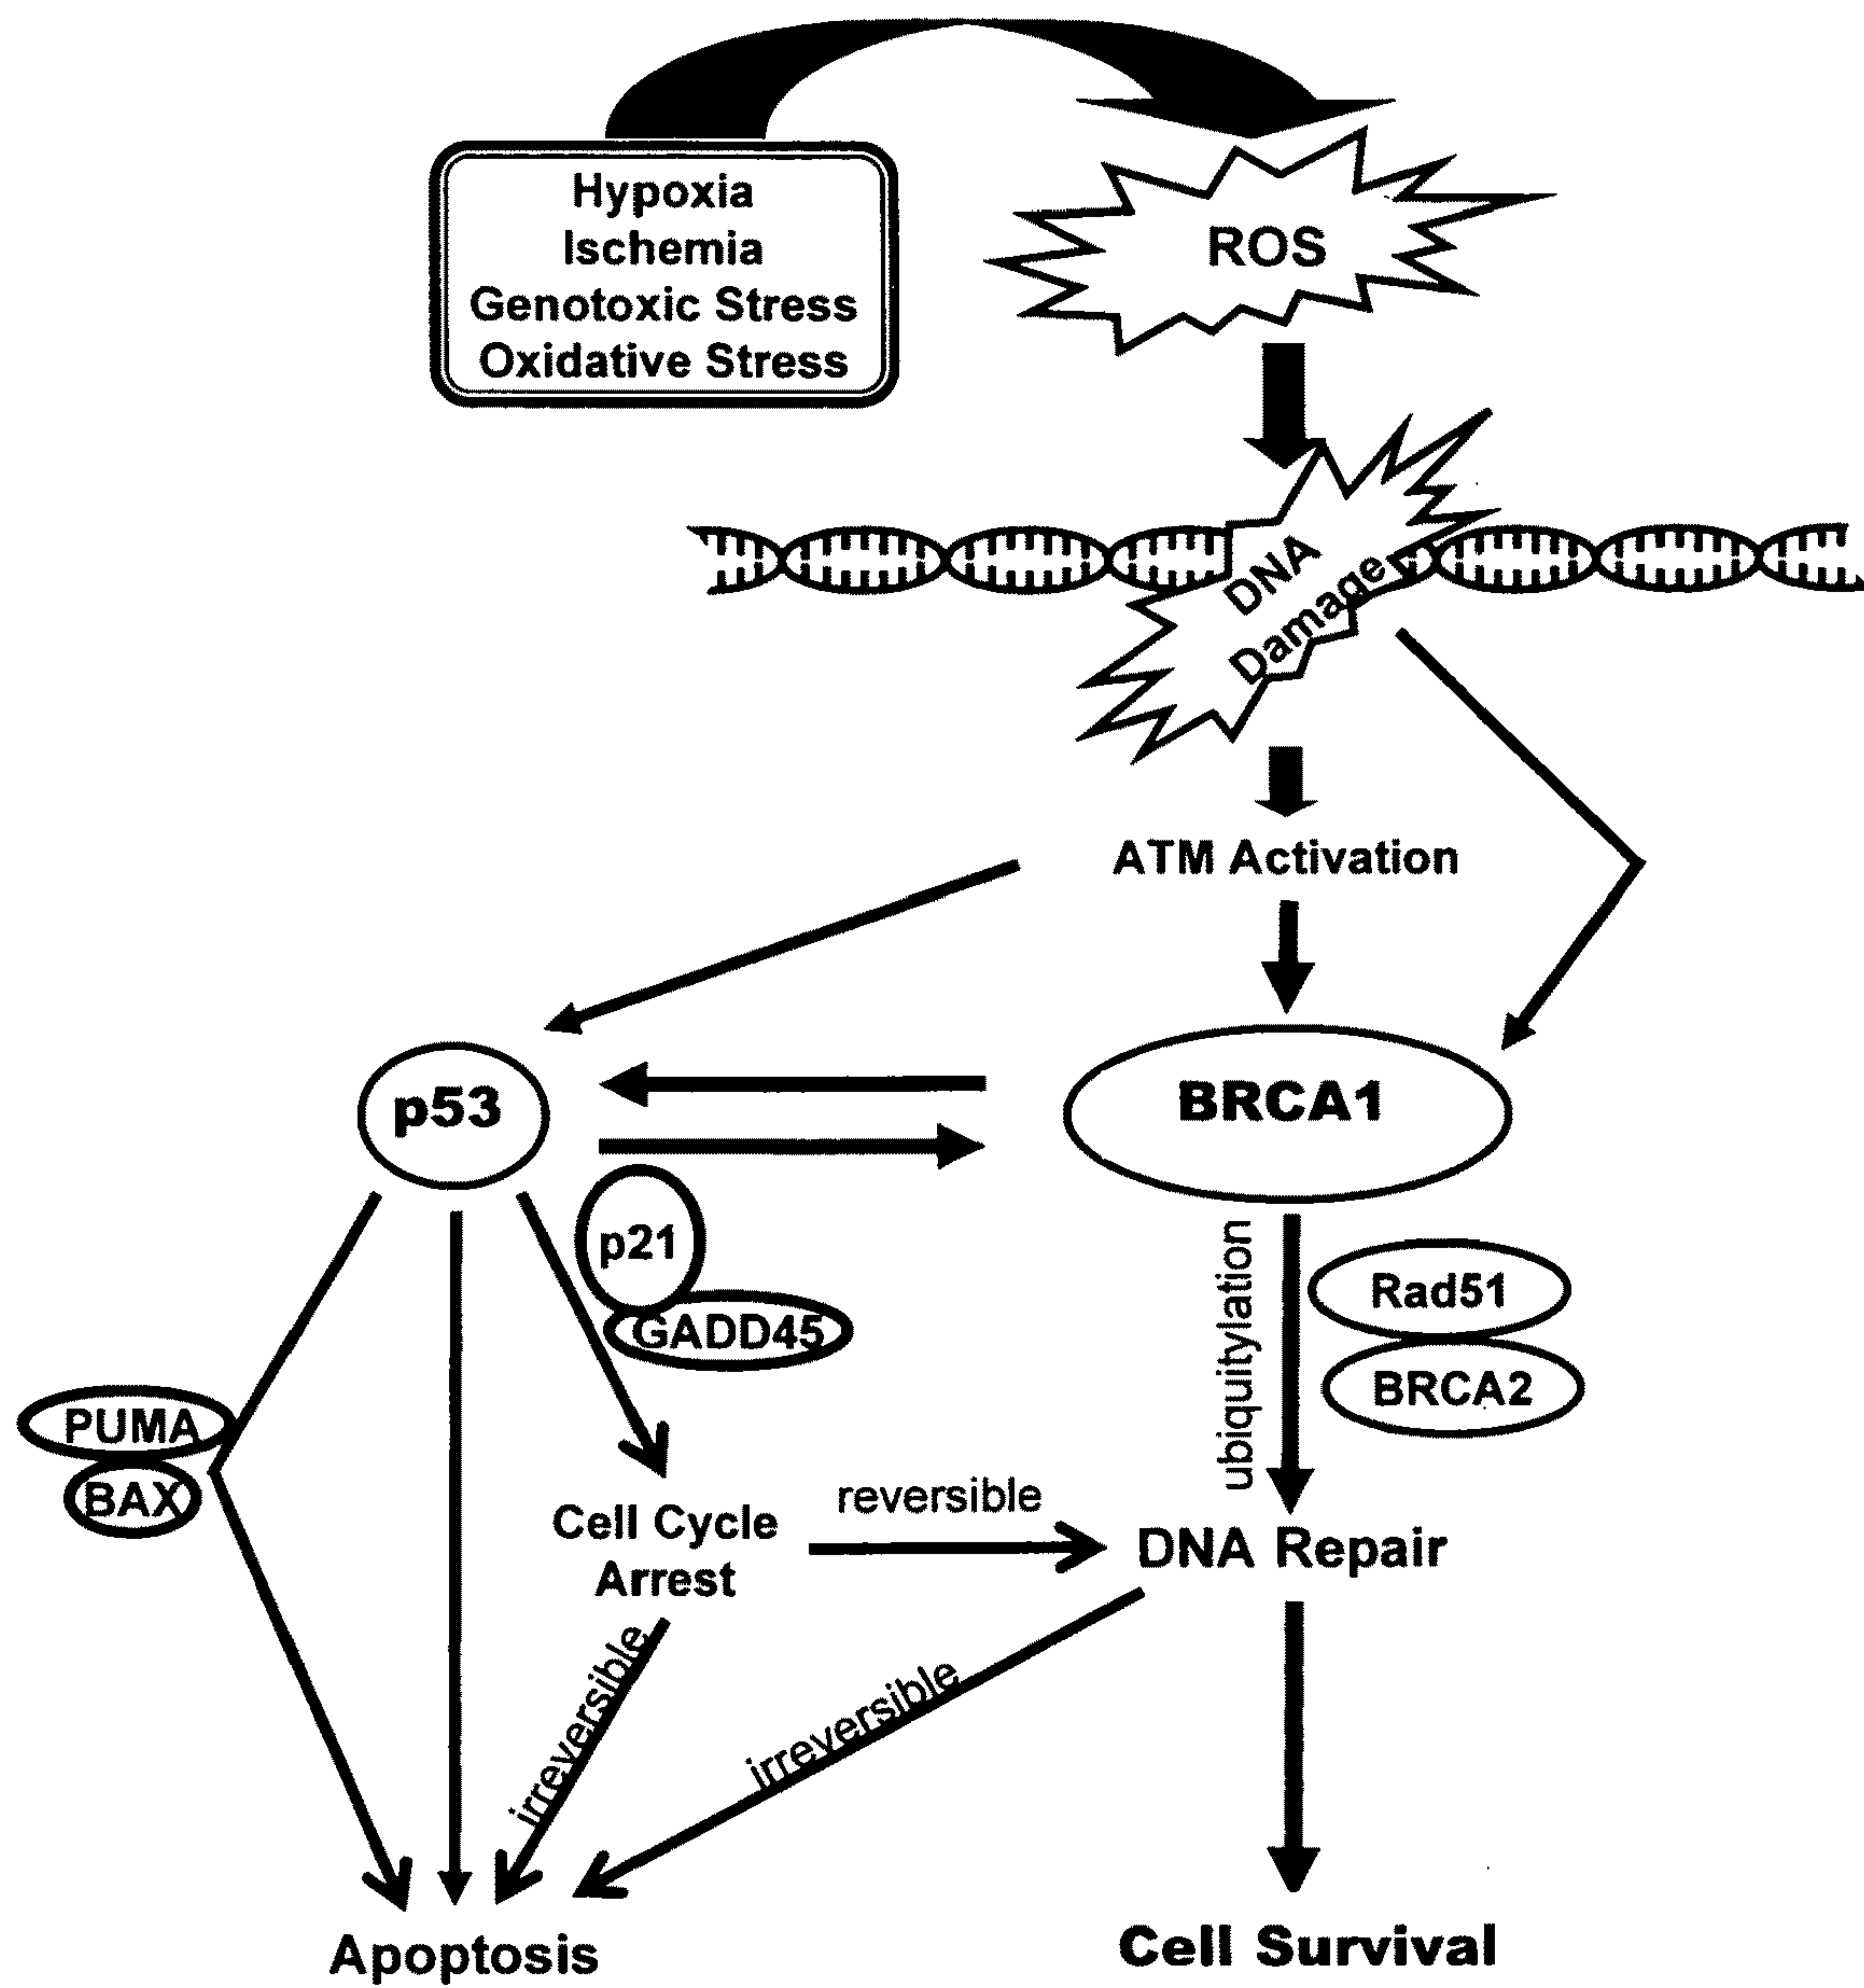 Hypoxia
Ischemia
Genotoxic Stress
Oxidative Stress
ROS
DNA
Damage
ATM Activation
p53
BRCA1
p21
GADD45
ubiquitylation
Rad51
BRCA2
PUMA
BAX
Cell Cycle
Arrest
reversible
DNA Repair
irreversible
irreversible
Apoptosis
Cell Survival